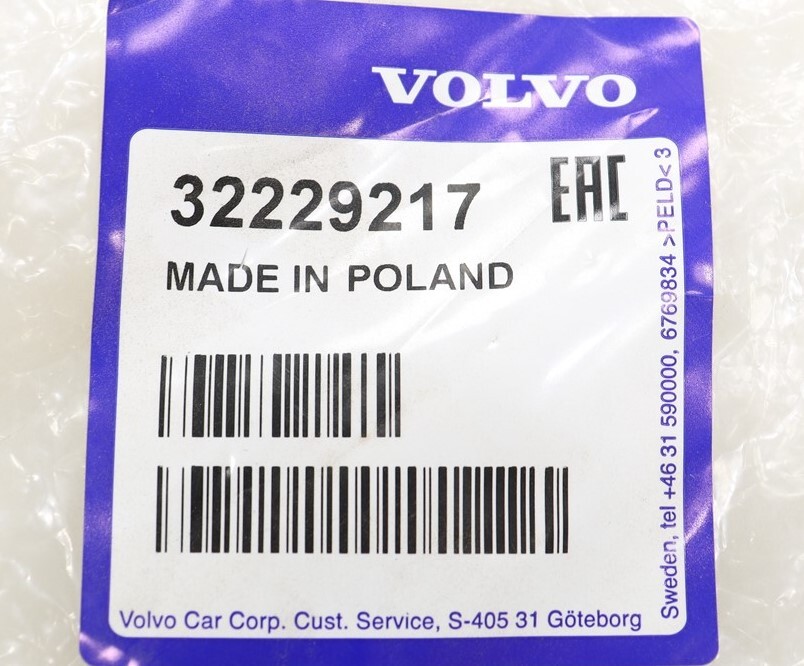 VOLVO
32229217
EAC
MADE IN POLAND
Volvo Car Corp. Cust. Service, S-405 31 Göteborg
Sweden, tel +46 31 590000, 6769834 >PELD< 3